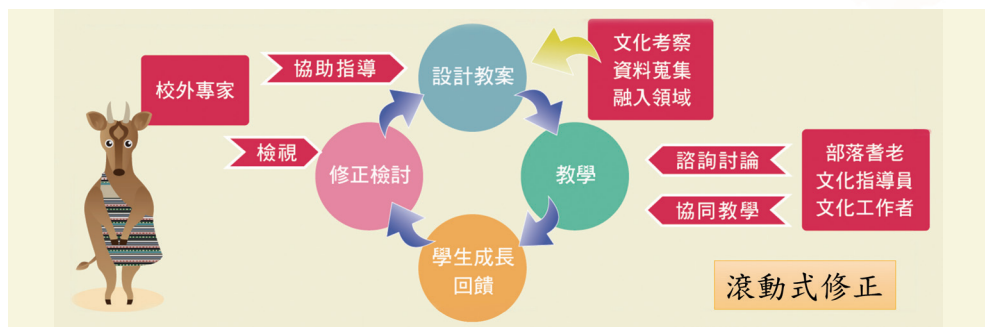 校外專家
協助指導
檢視
設計教案
文化考察
資料蒐集
融入領域
修正檢討
教學
諮詢討論
協同教學
部落耆老
文化指導員
文化工作者
學生成長
回饋
滾動式修正